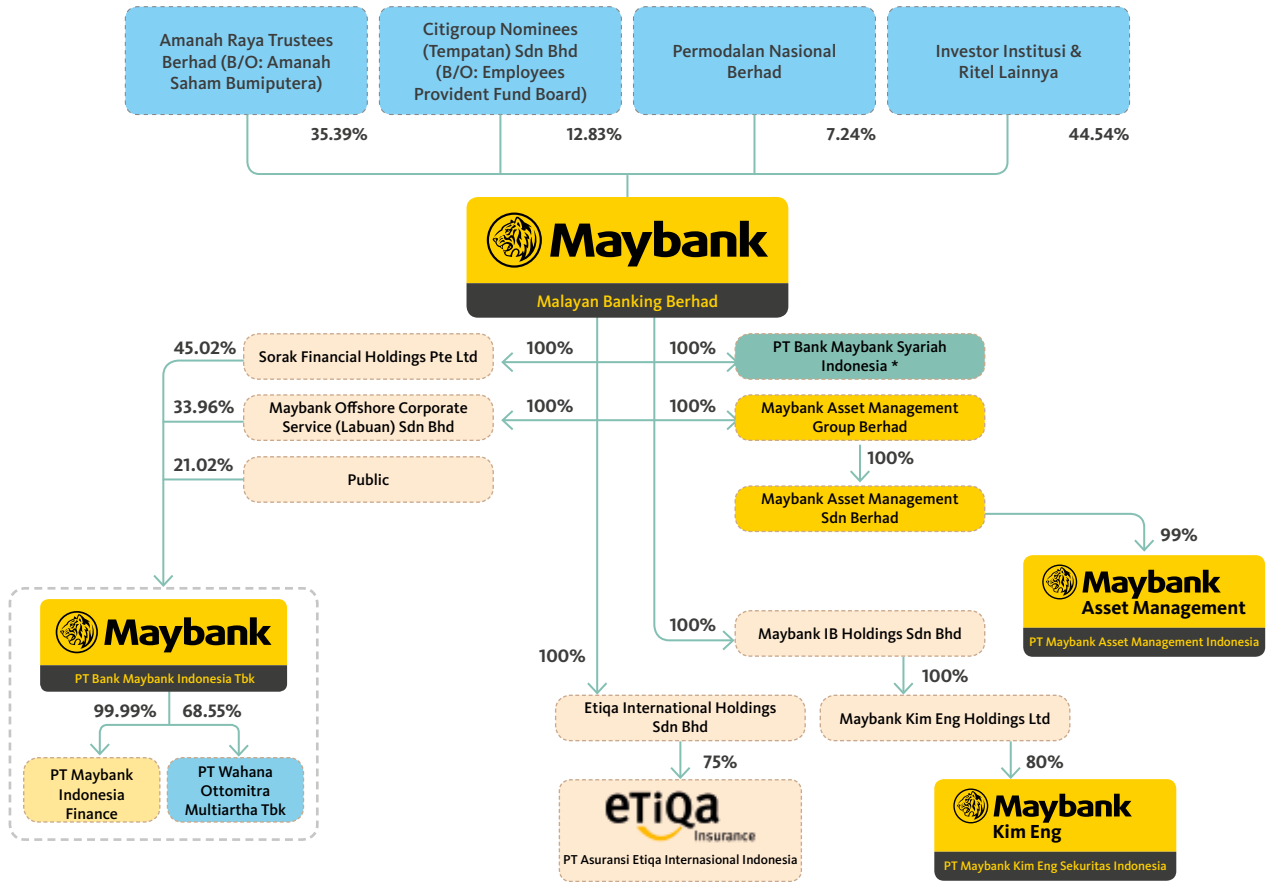 Amanah Raya Trustees
Berhad (B/O: Amanah
Saham Bumiputera)
Citigroup Nominees
(Tempatan) Sdn Bhd
(B/O: Employees
Provident Fund Board)
Permodalan Nasional
Berhad
Investor Institusi &
Ritel Lainnya
35.39%
12.83%
7.24%
44.54%
Maybank
Malayan Banking Berhad
45.02%
Sorak Financial Holdings Pte Ltd
100%
100%
PT Bank Maybank Syariah
Indonesia *
33.96%
Maybank Offshore Corporate
Service (Labuan) Sdn Bhd
100%
100%
Maybank Asset Management
Group Berhad
21.02%
Public
100%
Maybank Asset Management
Sdn Berhad
99%
Maybank
Asset Management
PT Maybank Asset Management Indonesia
Maybank
PT Bank Maybank Indonesia Tbk
99.99%
68.55%
PT Maybank
Indonesia
Finance
PT Wahana
Ottomitra
Multiartha Tbk
100%
Maybank IB Holdings Sdn Bhd
100%
100%
Etiqa International Holdings
Sdn Bhd
Maybank Kim Eng Holdings Ltd
75%
80%
eTiQa
Insurance
PT Asuransi Etiqa Internasional Indonesia
Maybank
Kim Eng
PT Maybank Kim Eng Sekuritas Indonesia